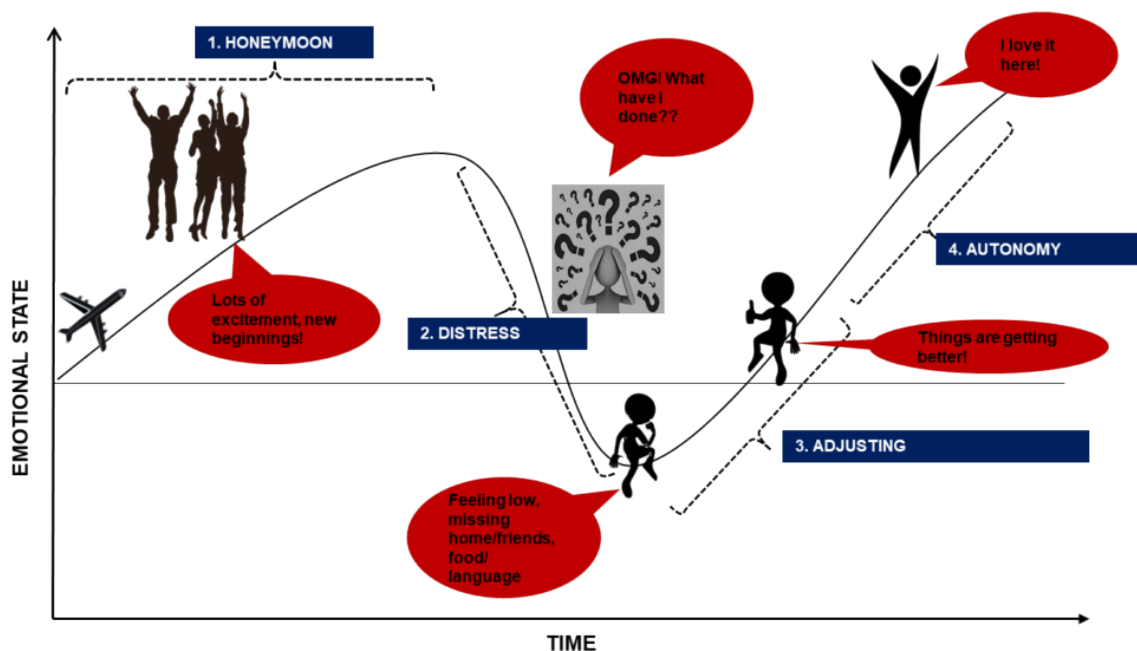 1. HONEYMOON
I love it
here!
OMG! What
have I
done??
4. AUTONOMY
Lots of
excitement, new
beginnings!
2. DISTRESS
Things are getting
better!
3. ADJUSTING
Feeling low,
missing
home/friends,
food/
language
EMOTIONAL STATE
TIME